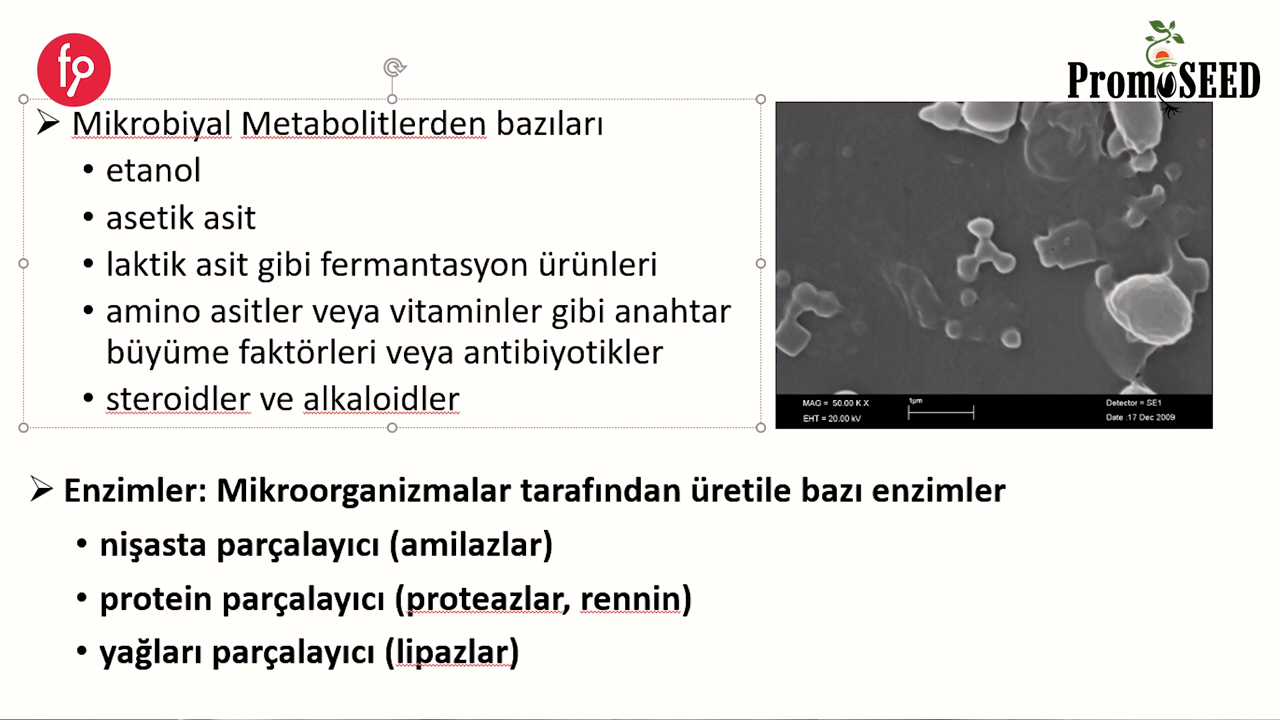 fp
PromoSEED
➢ Mikrobiyal Metabolitlerden bazıları
• etanol
• asetik asit
• laktik asit gibi fermantasyon ürünleri
• amino asitler veya vitaminler gibi anahtar
büyüme faktörleri veya antibiyotikler
• steroidler ve alkaloidler
MAG = 50.00 K X
EHT = 20.00 kV
1µm
Detector = SE1
Date :17 Dec 2009
➢ Enzimler: Mikroorganizmalar tarafından üretile bazı enzimler
• nişasta parçalayıcı (amilazlar)
• protein parçalayıcı (proteazlar, rennin)
• yağları parçalayıcı (lipazlar)